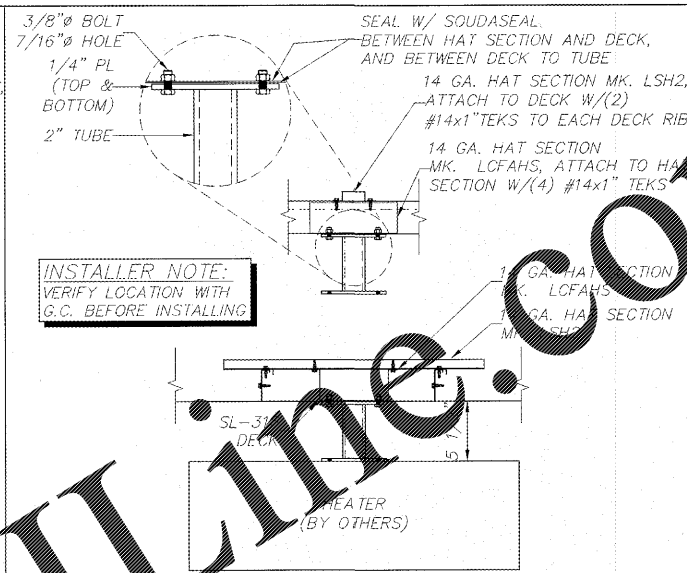 3/8"ø BOLT
7/16"ø HOLE
1/4" PL
(TOP &
BOTTOM)
2" TUBE
SEAL W/ SOUDASEAL
BETWEEN HAT SECTION AND DECK,
AND BETWEEN DECK TO TUBE
14 GA. HAT SECTION MK. LSH2,
ATTACH TO DECK W/(2)
#14x1"TEKS TO EACH DECK RIB
14 GA. HAT SECTION
MK. LCFAHS, ATTACH TO
SECTION W/(4) #14x1" TEKS
INSTALLER NOTE:
VERIFY LOCATION WITH
G.C. BEFORE INSTALLING
GA. HAT SECTION
LCFAHS
GA. HAT SECTION
DECK
HEATER
(BY OTHERS)
llLine.co